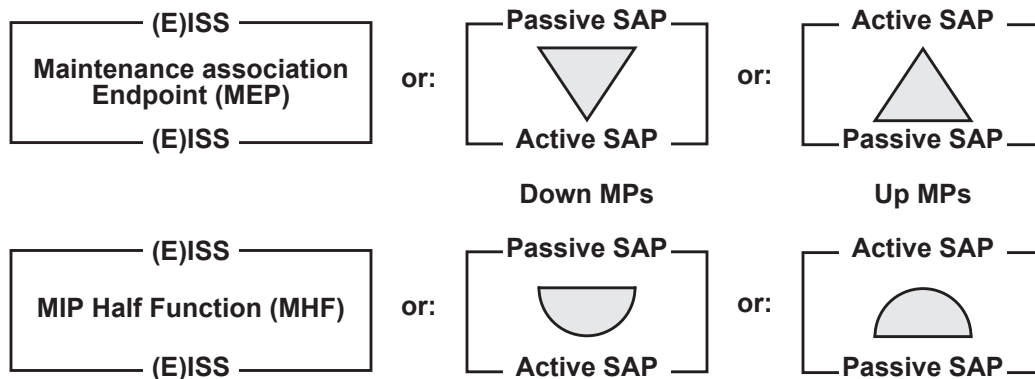 (E)ISS
Maintenance association
Endpoint (MEP)
(E)ISS
or:
Passive SAP
Active SAP
or:
Active SAP
Passive SAP
Down MPs
Up MPs
(E)ISS
MIP Half Function (MHF)
(E)ISS
or:
Passive SAP
Active SAP
or:
Active SAP
Passive SAP